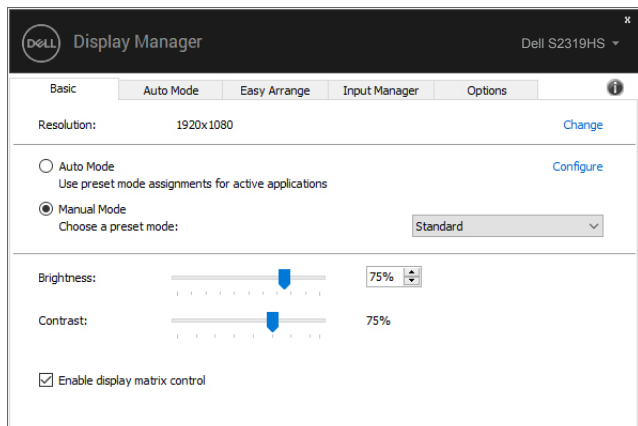 x
DELL Display Manager Dell S2319HS
Basic Auto Mode Easy Arrange Input Manager Options i
Resolution: 1920x1080 Change
Auto Mode Configure
Use preset mode assignments for active applications
Manual Mode
Choose a preset mode: Standard
Brightness: 75%
Contrast: 75%
Enable display matrix control